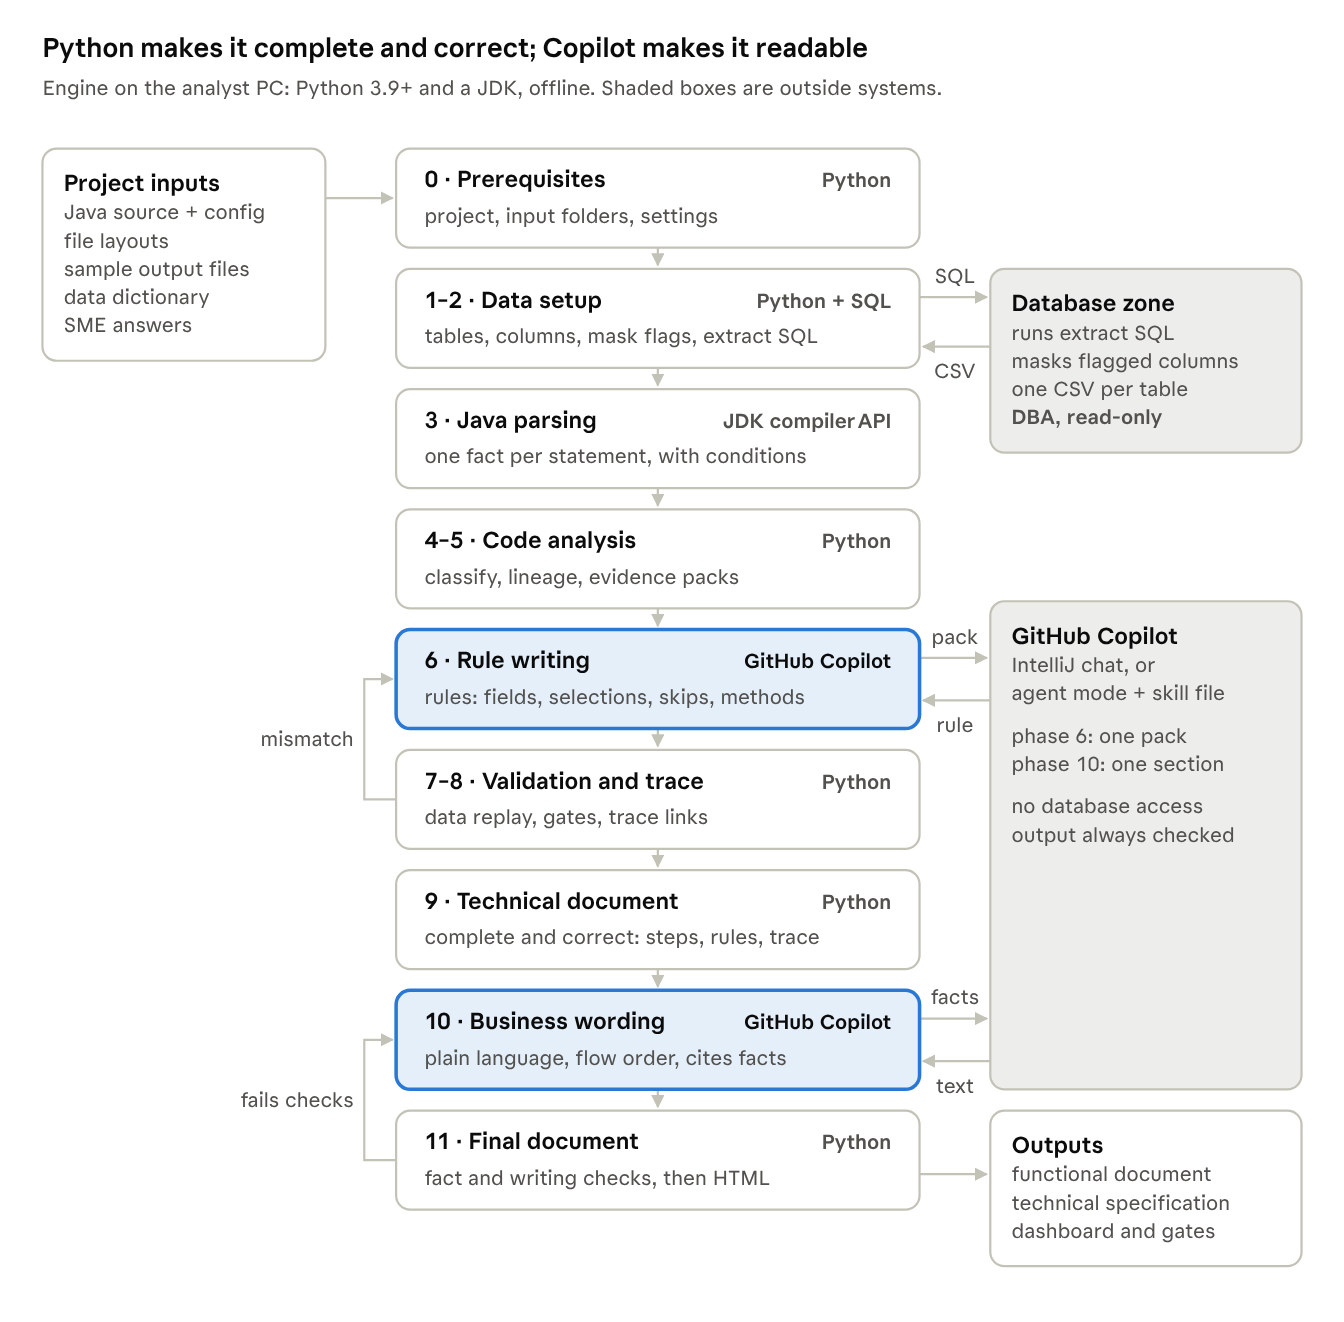 Python makes it complete and correct; Copilot makes it readable
Engine on the analyst PC: Python 3.9+ and a JDK, offline. Shaded boxes are outside systems.
Project inputs
Java source + config
file layouts
sample output files
data dictionary
SME answers
0 · Prerequisites Python
project, input folders, settings
1–2 · Data setup Python + SQL
tables, columns, mask flags, extract SQL
SQL
CSV
Database zone
runs extract SQL
masks flagged columns
one CSV per table
DBA, read-only
3 · Java parsing JDK compiler API
one fact per statement, with conditions
4–5 · Code analysis Python
classify, lineage, evidence packs
6 · Rule writing GitHub Copilot
rules: fields, selections, skips, methods
pack
rule
GitHub Copilot
IntelliJ chat, or
agent mode + skill file
phase 6: one pack
phase 10: one section
no database access
output always checked
mismatch
7–8 · Validation and trace Python
data replay, gates, trace links
9 · Technical document Python
complete and correct: steps, rules, trace
10 · Business wording GitHub Copilot
plain language, flow order, cites facts
facts
text
fails checks
11 · Final document Python
fact and writing checks, then HTML
Outputs
functional document
technical specification
dashboard and gates